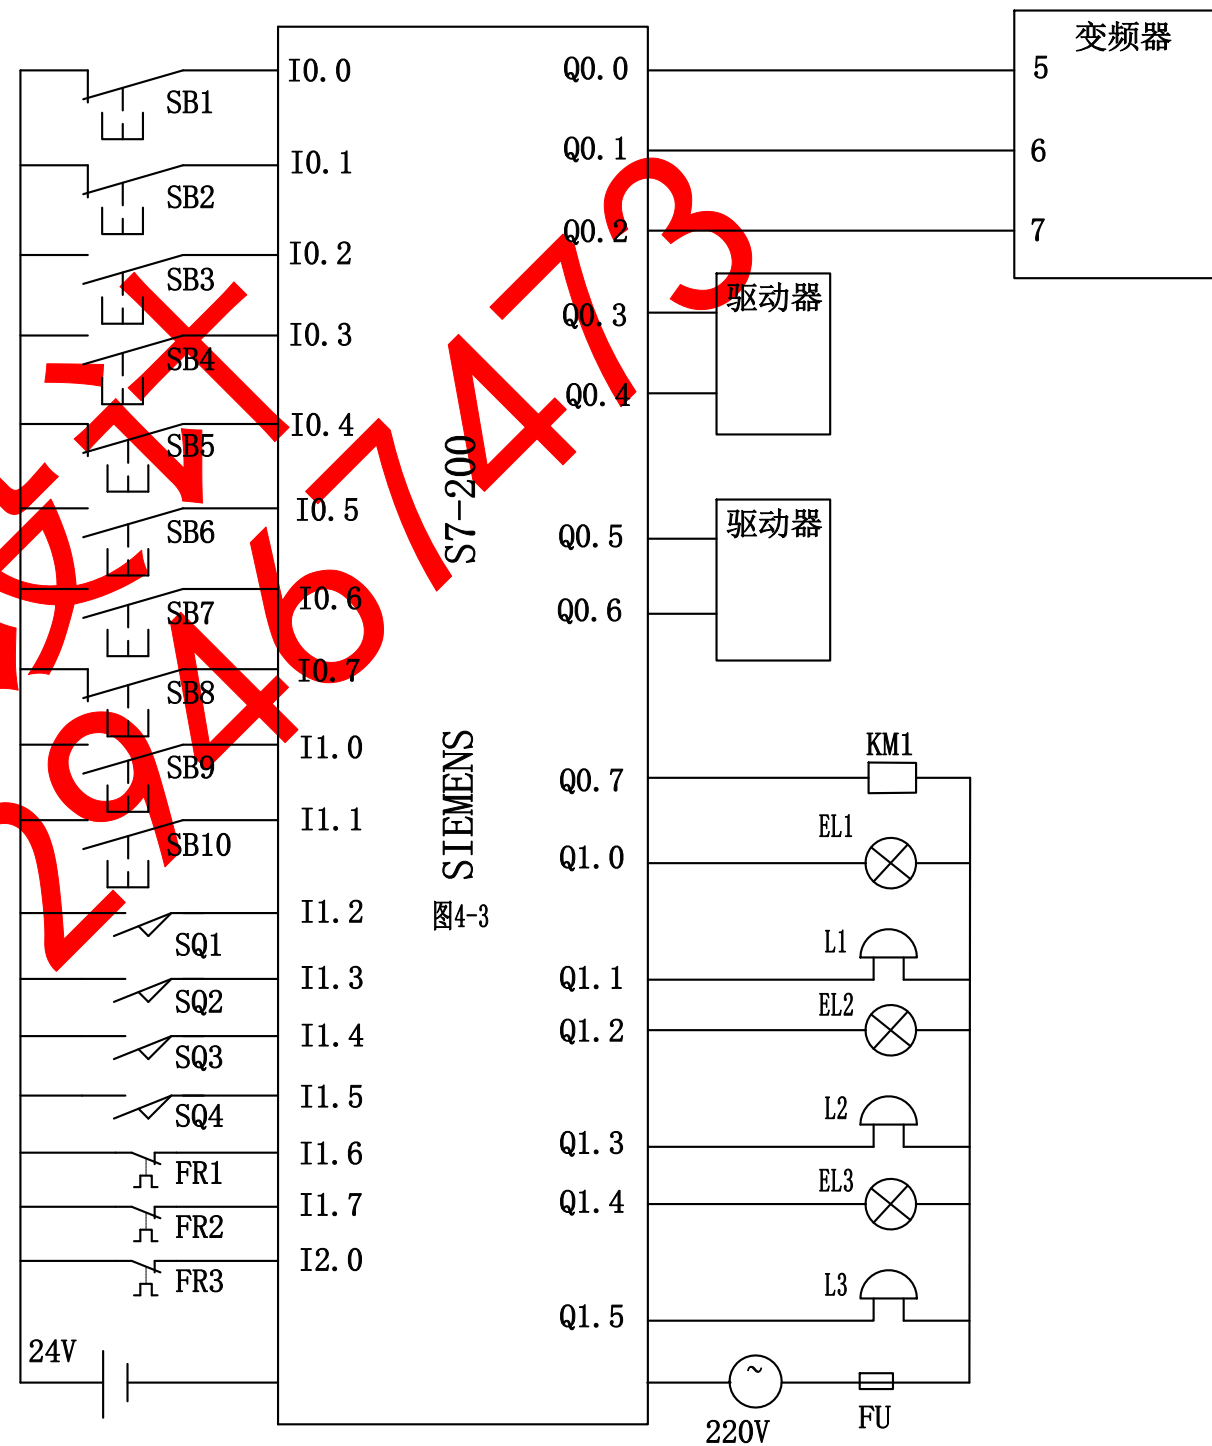 变频器
I0.0
Q0.0
5
SB1
I0.1
Q0.1
6
SB2
I0.2
Q0.2
7
SB3
驱动器
I0.3
Q0.3
SB4
Q0.4
I0.4
SB5
S7-200
I0.5
SB6
Q0.5
驱动器
I0.6
SB7
Q0.6
I0.7
SB8
I1.0
SB9
SIEMENS
KM1
Q0.7
I1.1
SB10
EL1
Q1.0
I1.2
图4-3
SQ1
L1
I1.3
Q1.1
SQ2
EL2
I1.4
Q1.2
SQ3
I1.5
SQ4
L2
I1.6
Q1.3
FR1
EL3
I1.7
Q1.4
FR2
I2.0
FR3
L3
Q1.5
24V
~
220V
FU
29467473